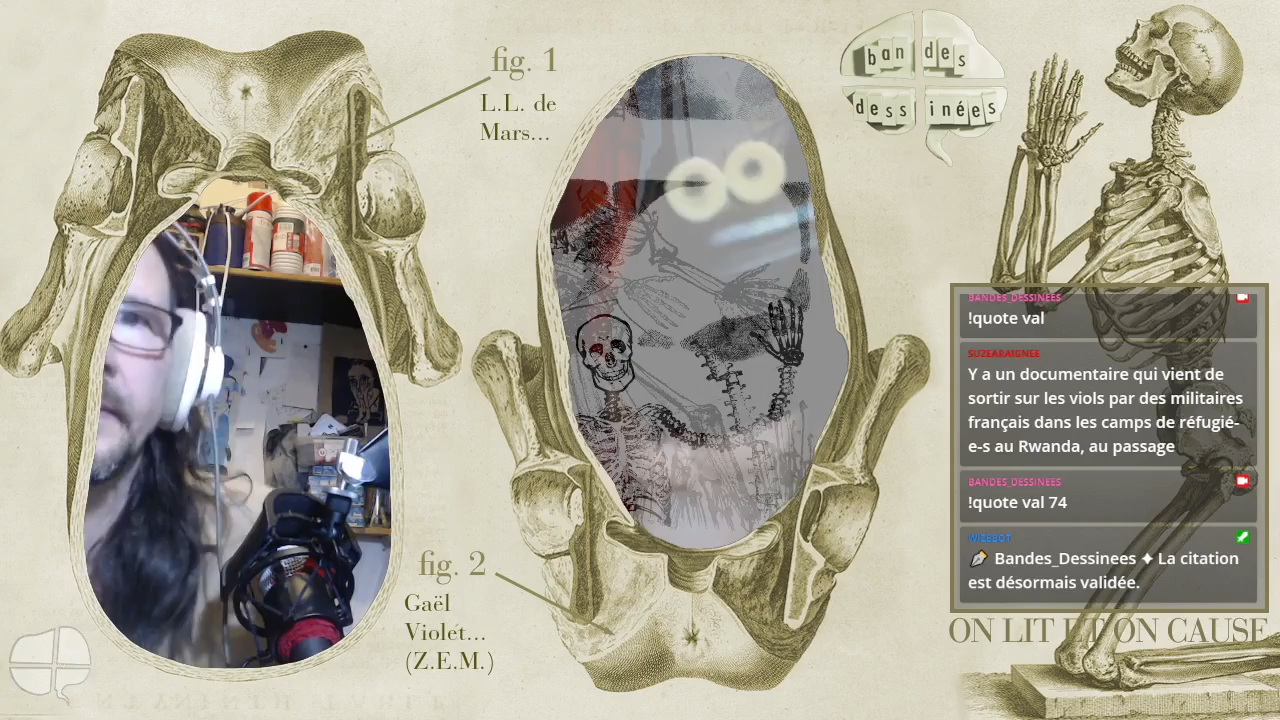 fig. 1
L.L. de
Mars...
ban des
dess inées
BANDES_DESSINEES
!quote val
SUZEARAIGNEE
Y a un documentaire qui vient de
sortir sur les viols par des militaires
français dans les camps de réfugié-
e-s au Rwanda, au passage
BANDES_DESSINEES
!quote val 74
WIZEBOT
Bandes_Dessinees ✦ La citation
est désormais validée.
fig. 2
Gaël
Violet...
(Z.E.M.)
ON LIT ET ON CAUSE